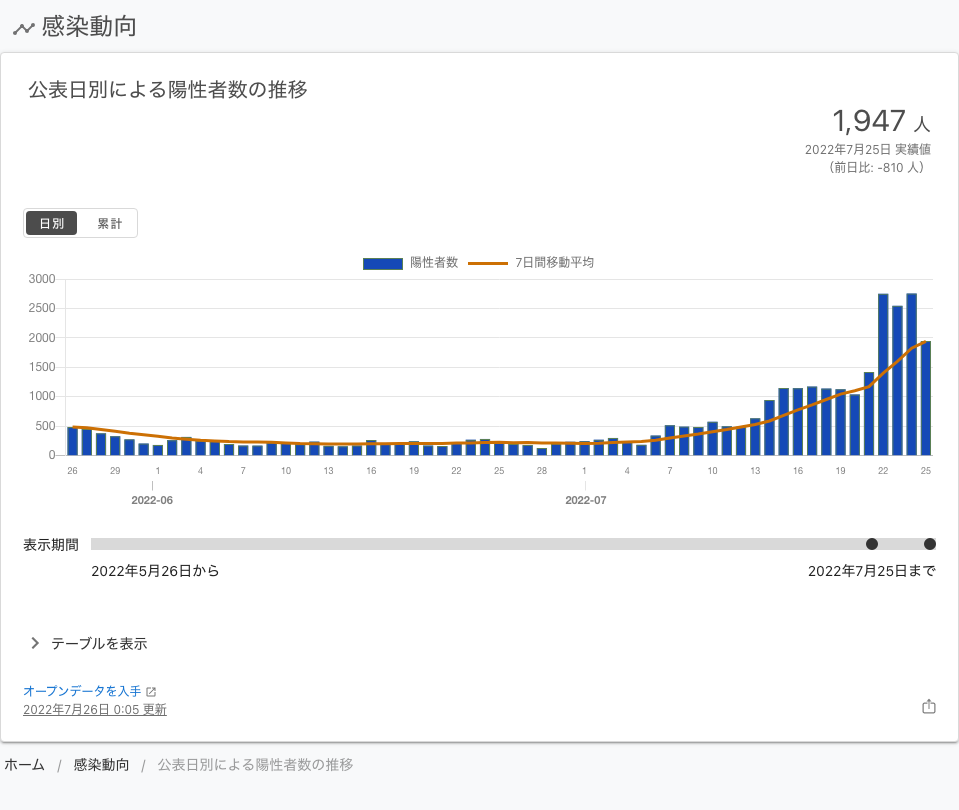 感染動向
公表日別による陽性者数の推移
1,947 人
2022年7月25日 実績値
（前日比: -810 人）
日別 累計
陽性者数 7日間移動平均
3000
2500
2000
1500
1000
500
0
26 29 1 4 7 10 13 16 19 22 25 28 1 4 7 10 13 16 19 22 25
2022-06 2022-07
表示期間
2022年5月26日から 2022年7月25日まで
テーブルを表示
オープンデータを入手
2022年7月26日 0:05 更新
ホーム / 感染動向 / 公表日別による陽性者数の推移